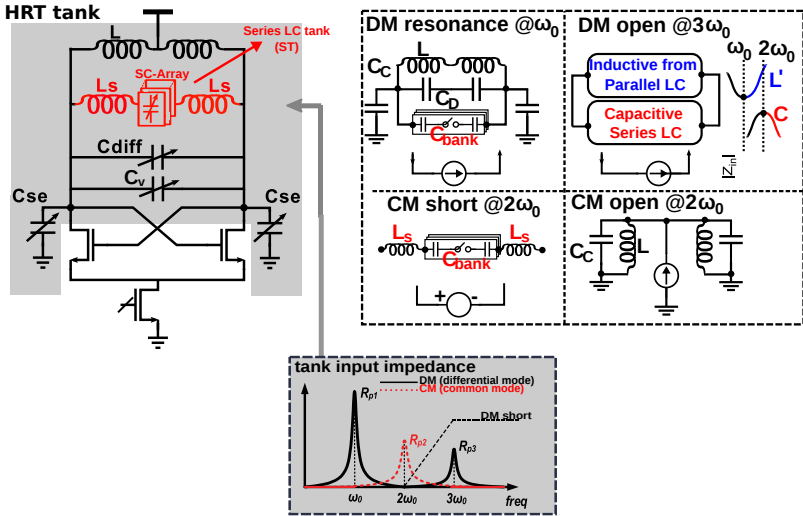 HRT tank
L
Series LC tank
(ST)
SC-Array
Ls
Ls
Cdiff
Cv
Cse
Cse
DM resonance @ω0
L
CC
CD
Cbank
DM open @3ω0
Inductive from
Parallel LC
Capacitive
Series LC
ω0 2ω0
L'
C
|Zin|
CM short @2ω0
Ls
Ls
Cbank
+ -
CM open @2ω0
CC
L
CC
tank input impedance
DM (differential mode)
CM (common mode)
Rp1
DM short
Rp2
Rp3
ω0
2ω0
3ω0
freq